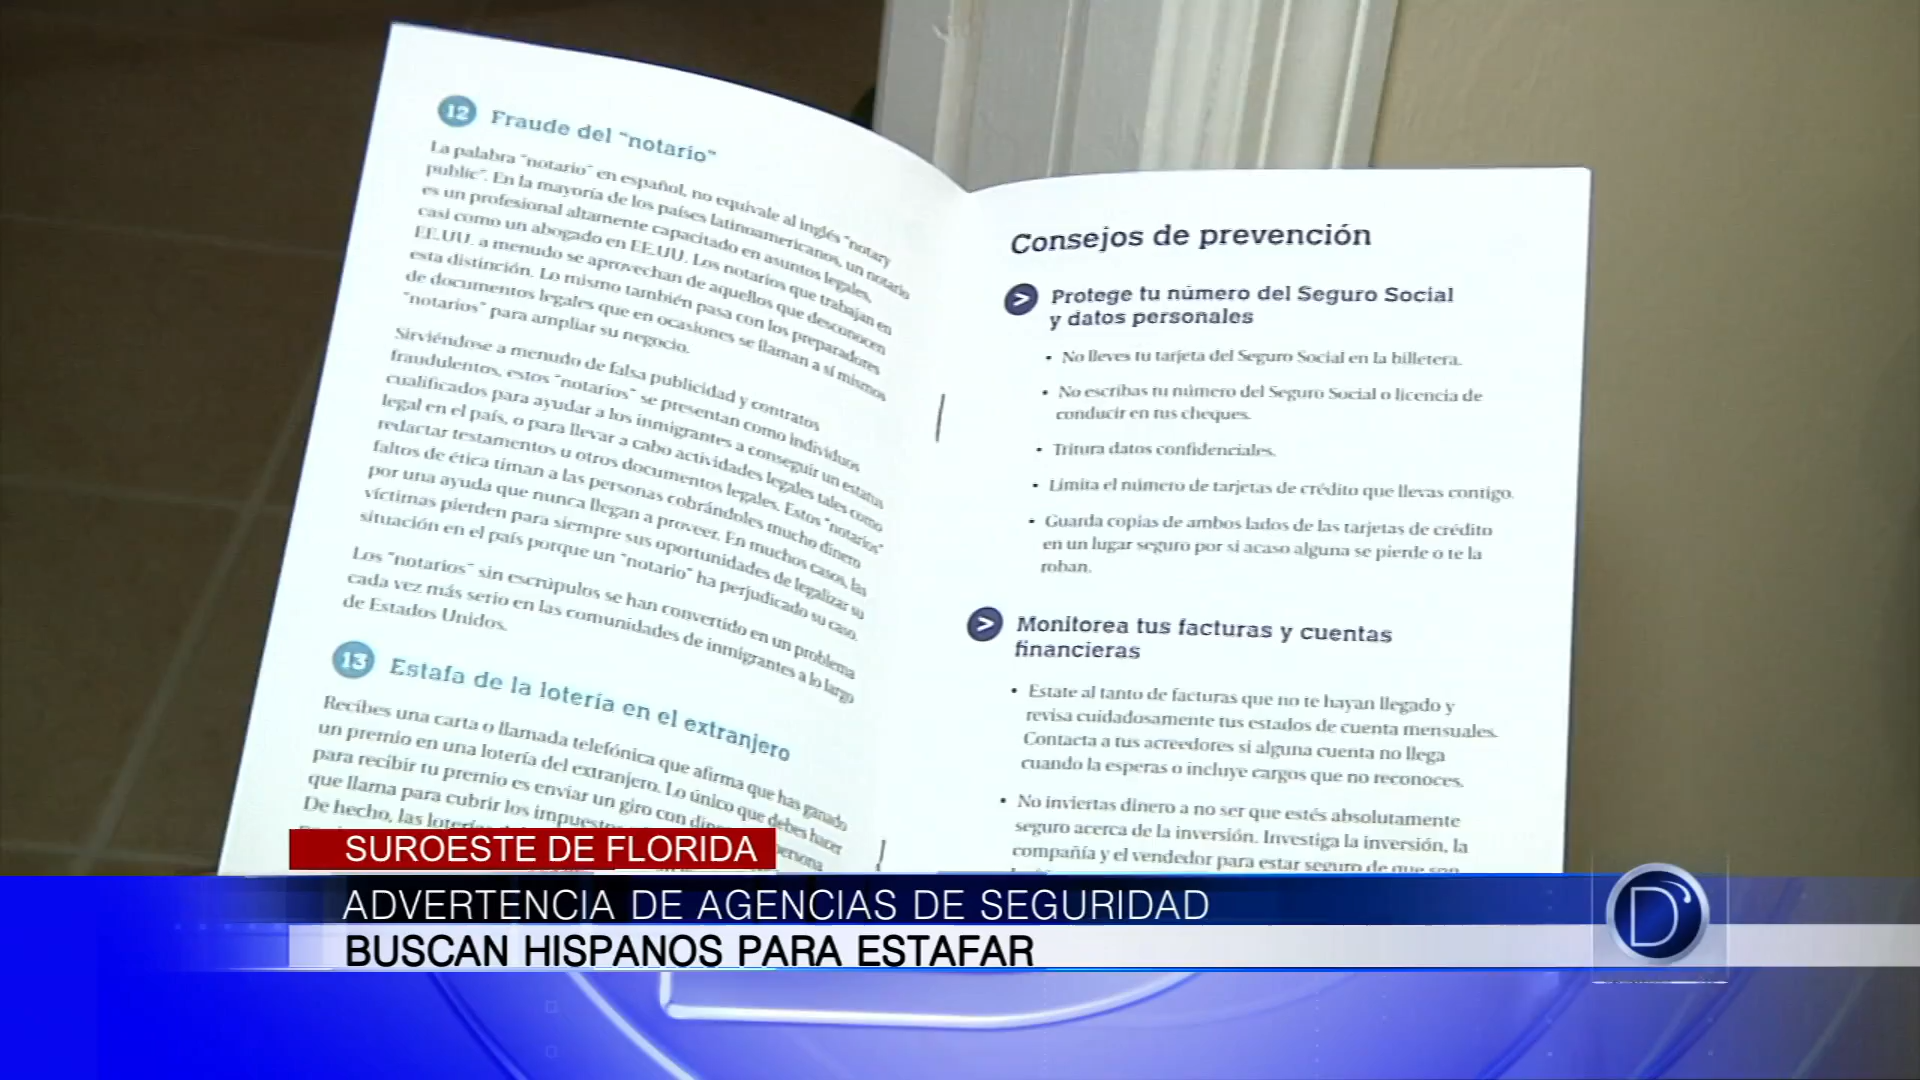 12 Fraude del "notario"
La palabra "notario" en español, no equivale al inglés "notary
public". En la mayoría de los países latinoamericanos, un notario
es un profesional altamente capacitado en asuntos legales,
casi como un abogado en EE.UU. Los notarios que trabajan en
EE.UU. a menudo se aprovechan de aquellos que desconocen
esta distinción. Lo mismo también pasa con los preparadores
de documentos legales que en ocasiones se llaman a sí mismos
"notarios" para ampliar su negocio.
Sirviéndose a menudo de falsa publicidad y contratos
fraudulentos, estos "notarios" se presentan como individuos
cualificados para ayudar a los inmigrantes a conseguir un estatus
legal en el país, o para llevar a cabo actividades legales tales como
redactar testamentos u otros documentos legales. Estos "notarios"
faltos de ética timan a las personas cobrándoles mucho dinero
por una ayuda que nunca llegan a proveer. En muchos casos, las
víctimas pierden para siempre sus oportunidades de legalizar su
situación en el país porque un "notario" ha perjudicado su caso.
Los "notarios" sin escrúpulos se han convertido en un problema
cada vez más serio en las comunidades de inmigrantes a lo largo
de Estados Unidos.
13 Estafa de la lotería en el extranjero
Recibes una carta o llamada telefónica que afirma que has ganado
un premio en una lotería del extranjero. Lo único que debes hacer
para recibir tu premio es enviar un giro con
que llama para cubrir los
De hecho, las
Consejos de prevención
> Protege tu número del Seguro Social
y datos personales
• No lleves tu tarjeta del Seguro Social en la billetera.
• No escribas tu número del Seguro Social o licencia de
conducir en tus cheques.
• Tritura datos confidenciales.
• Limita el número de tarjetas de crédito que llevas contigo.
• Guarda copias de ambos lados de las tarjetas de crédito
en un lugar seguro por si acaso alguna se pierde o te la
roban.
> Monitorea tus facturas y cuentas
financieras
• Estate al tanto de facturas que no te hayan llegado y
revisa cuidadosamente tus estados de cuenta mensuales.
Contacta a tus acreedores si alguna cuenta no llega
cuando la esperas o incluye cargos que no reconoces.
• No inviertas dinero a no ser que estés absolutamente
seguro acerca de la inversión. Investiga la inversión, la
compañía y el vendedor para estar seguro de que son
SUROESTE DE FLORIDA
ADVERTENCIA DE AGENCIAS DE SEGURIDAD
BUSCAN HISPANOS PARA ESTAFAR
D